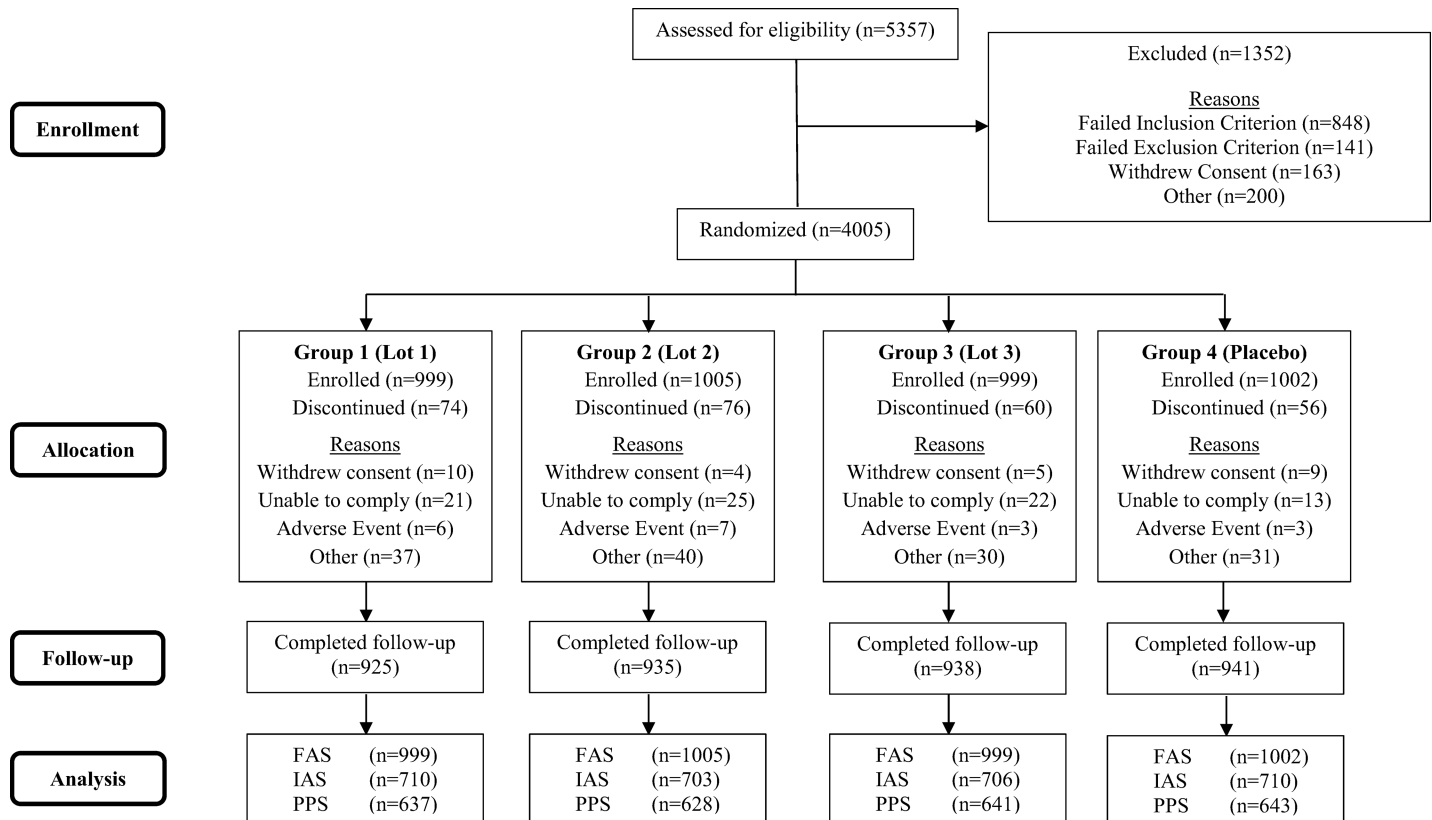 Assessed for eligibility (n=5357)
Excluded (n=1352)
Reasons
Failed Inclusion Criterion (n=848)
Failed Exclusion Criterion (n=141)
Withdrew Consent (n=163)
Other (n=200)
Enrollment
Randomized (n=4005)
Allocation
Group 1 (Lot 1)
Enrolled (n=999)
Discontinued (n=74)
Reasons
Withdrew consent (n=10)
Unable to comply (n=21)
Adverse Event (n=6)
Other (n=37)
Group 2 (Lot 2)
Enrolled (n=1005)
Discontinued (n=76)
Reasons
Withdrew consent (n=4)
Unable to comply (n=25)
Adverse Event (n=7)
Other (n=40)
Group 3 (Lot 3)
Enrolled (n=999)
Discontinued (n=60)
Reasons
Withdrew consent (n=5)
Unable to comply (n=22)
Adverse Event (n=3)
Other (n=30)
Group 4 (Placebo)
Enrolled (n=1002)
Discontinued (n=56)
Reasons
Withdrew consent (n=9)
Unable to comply (n=13)
Adverse Event (n=3)
Other (n=31)
Follow-up
Completed follow-up
(n=925)
Completed follow-up
(n=935)
Completed follow-up
(n=938)
Completed follow-up
(n=941)
Analysis
FAS (n=999)
IAS (n=710)
PPS (n=637)
FAS (n=1005)
IAS (n=703)
PPS (n=628)
FAS (n=999)
IAS (n=706)
PPS (n=641)
FAS (n=1002)
IAS (n=710)
PPS (n=643)